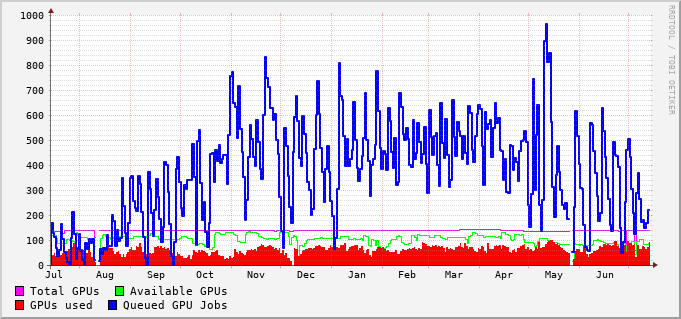 1000
900
800
700
600
500
400
300
200
100
0
Jul Aug Sep Oct Nov Dec Jan Feb Mar Apr May Jun
Total GPUs Available GPUs
GPUs used Queued GPU Jobs
RRDTOOL / TOBI OETIKER